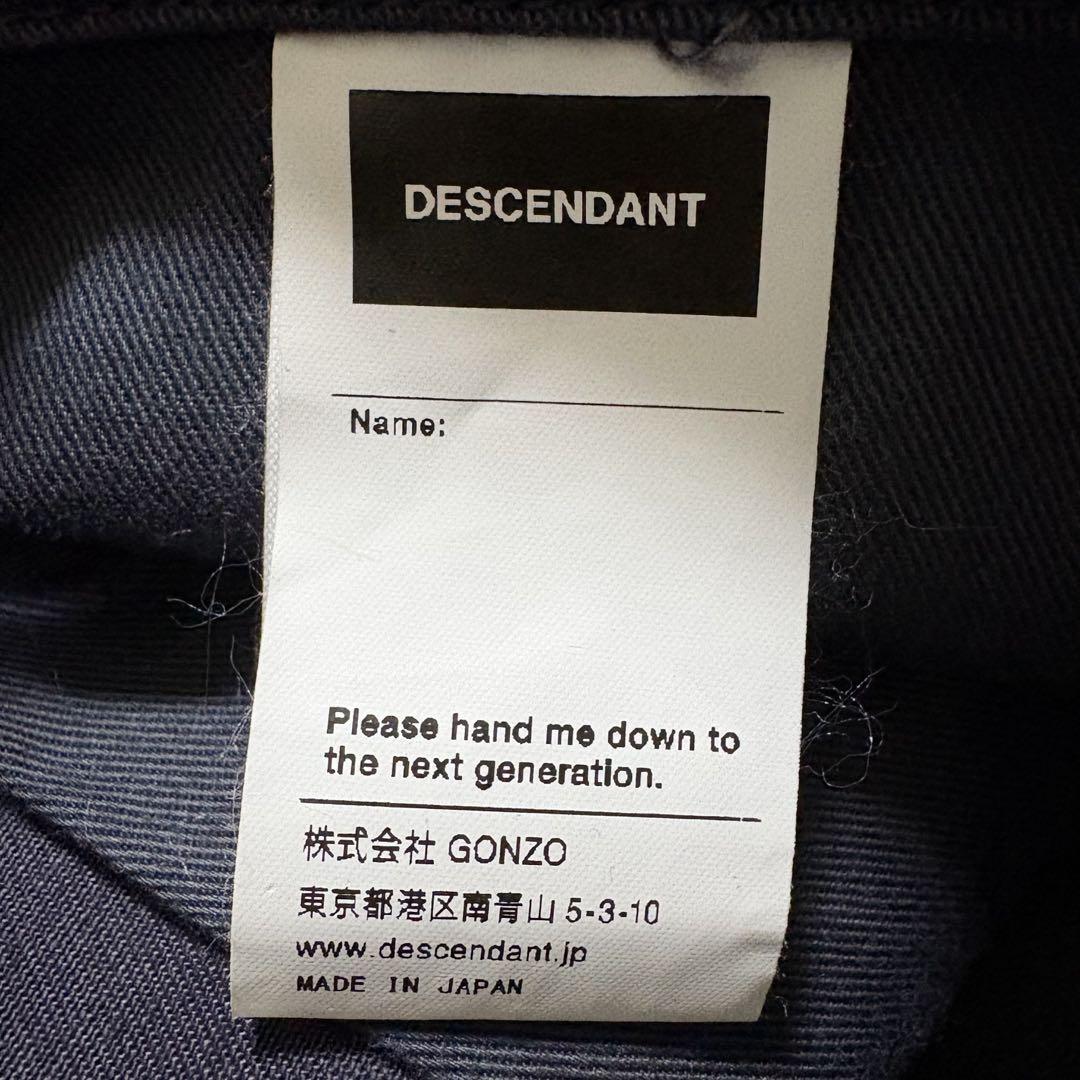 DESCENDANT
Name:
Please hand me down to
the next generation.
株式会社 GONZO
東京都港区南青山 5-3-10
www.descendant.jp
MADE IN JAPAN